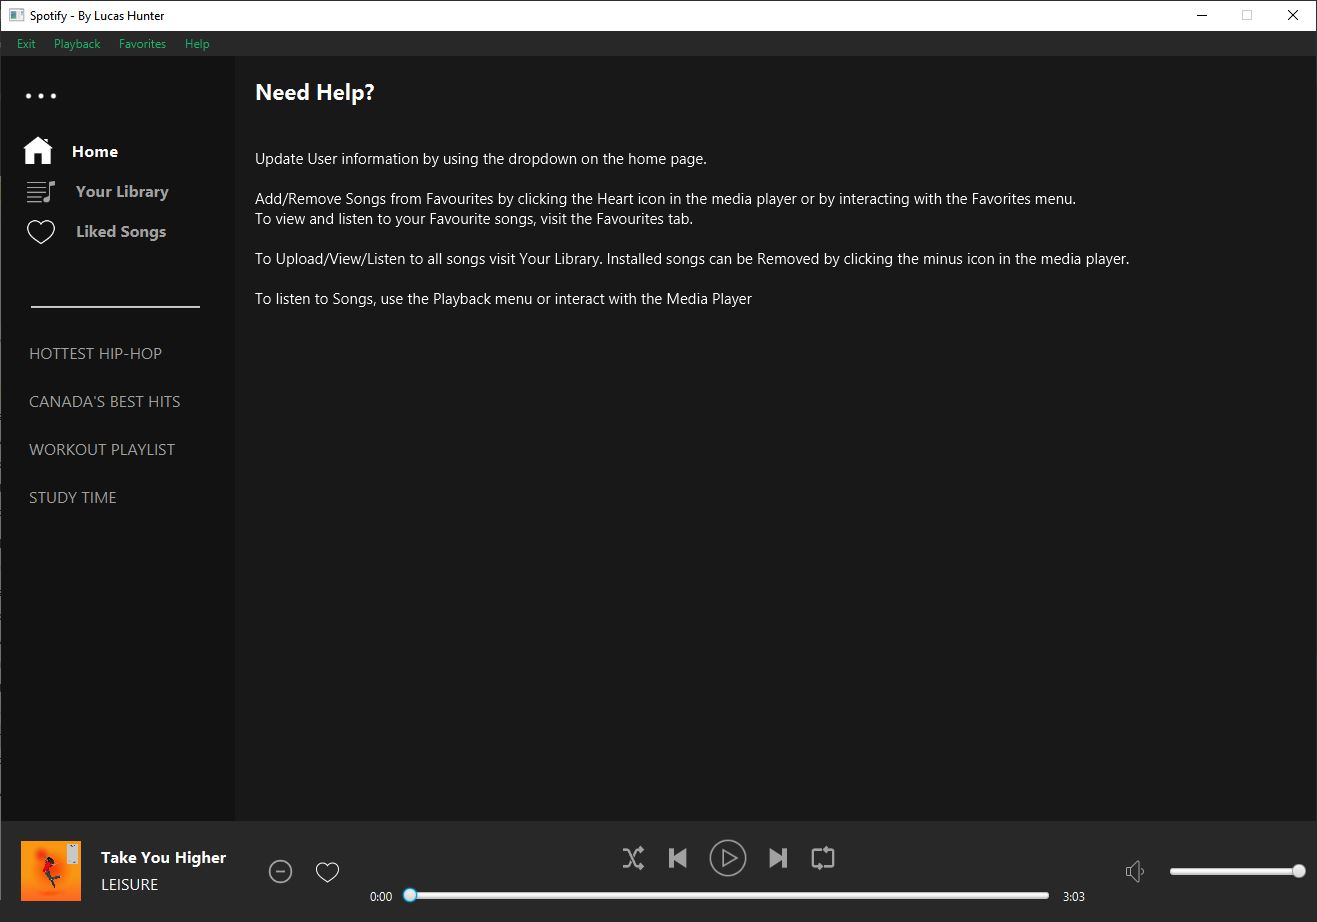 Spotify - By Lucas Hunter
Exit Playback Favorites Help
Need Help?
Home
Your Library
Liked Songs
HOTTEST HIP-HOP
CANADA'S BEST HITS
WORKOUT PLAYLIST
STUDY TIME
Update User information by using the dropdown on the home page.
Add/Remove Songs from Favourites by clicking the Heart icon in the media player or by interacting with the Favorites menu.
To view and listen to your Favourite songs, visit the Favourites tab.
To Upload/View/Listen to all songs visit Your Library. Installed songs can be Removed by clicking the minus icon in the media player.
To listen to Songs, use the Playback menu or interact with the Media Player
Take You Higher
LEISURE
0:00 3:03